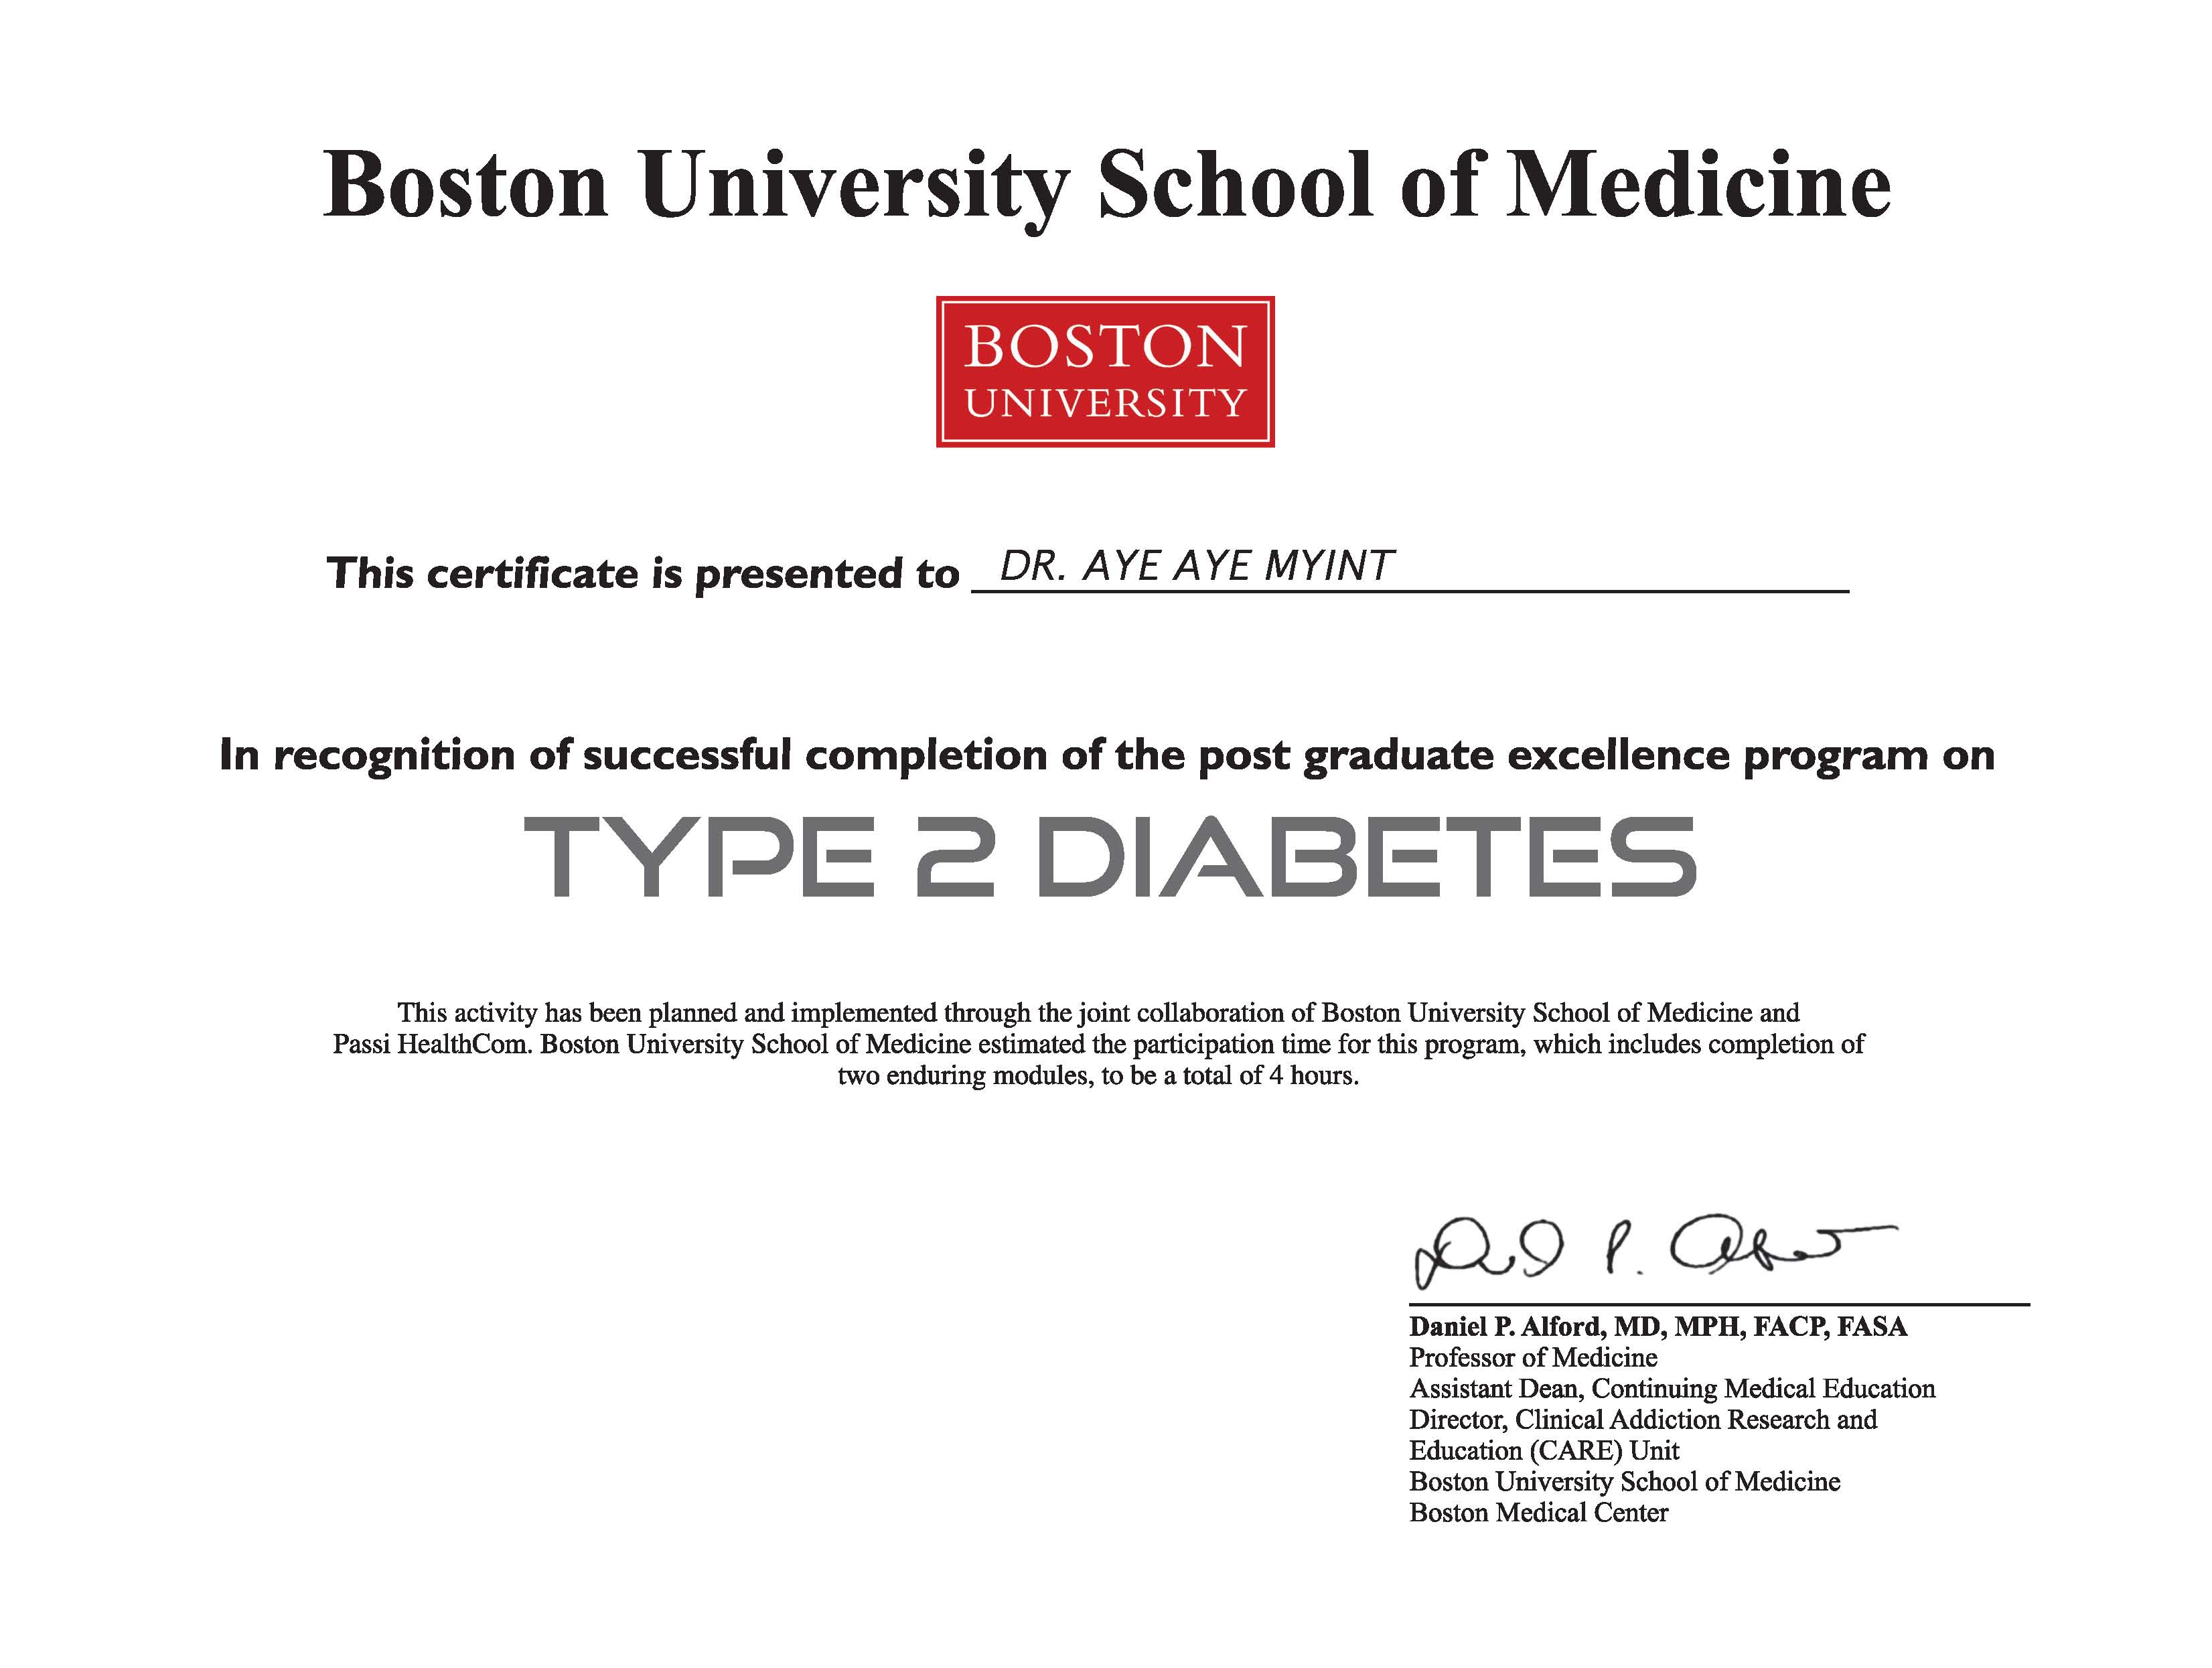 Boston University School of Medicine
BOSTON
UNIVERSITY
This certificate is presented to DR. AYE AYE MYINT
In recognition of successful completion of the post graduate excellence program on
TYPE 2 DIABETES
This activity has been planned and implemented through the joint collaboration of Boston University School of Medicine and
Passi HealthCom. Boston University School of Medicine estimated the participation time for this program, which includes completion of
two enduring modules, to be a total of 4 hours.
Daniel P. Alford, MD, MPH, FACP, FASA
Professor of Medicine
Assistant Dean, Continuing Medical Education
Director, Clinical Addiction Research and
Education (CARE) Unit
Boston University School of Medicine
Boston Medical Center